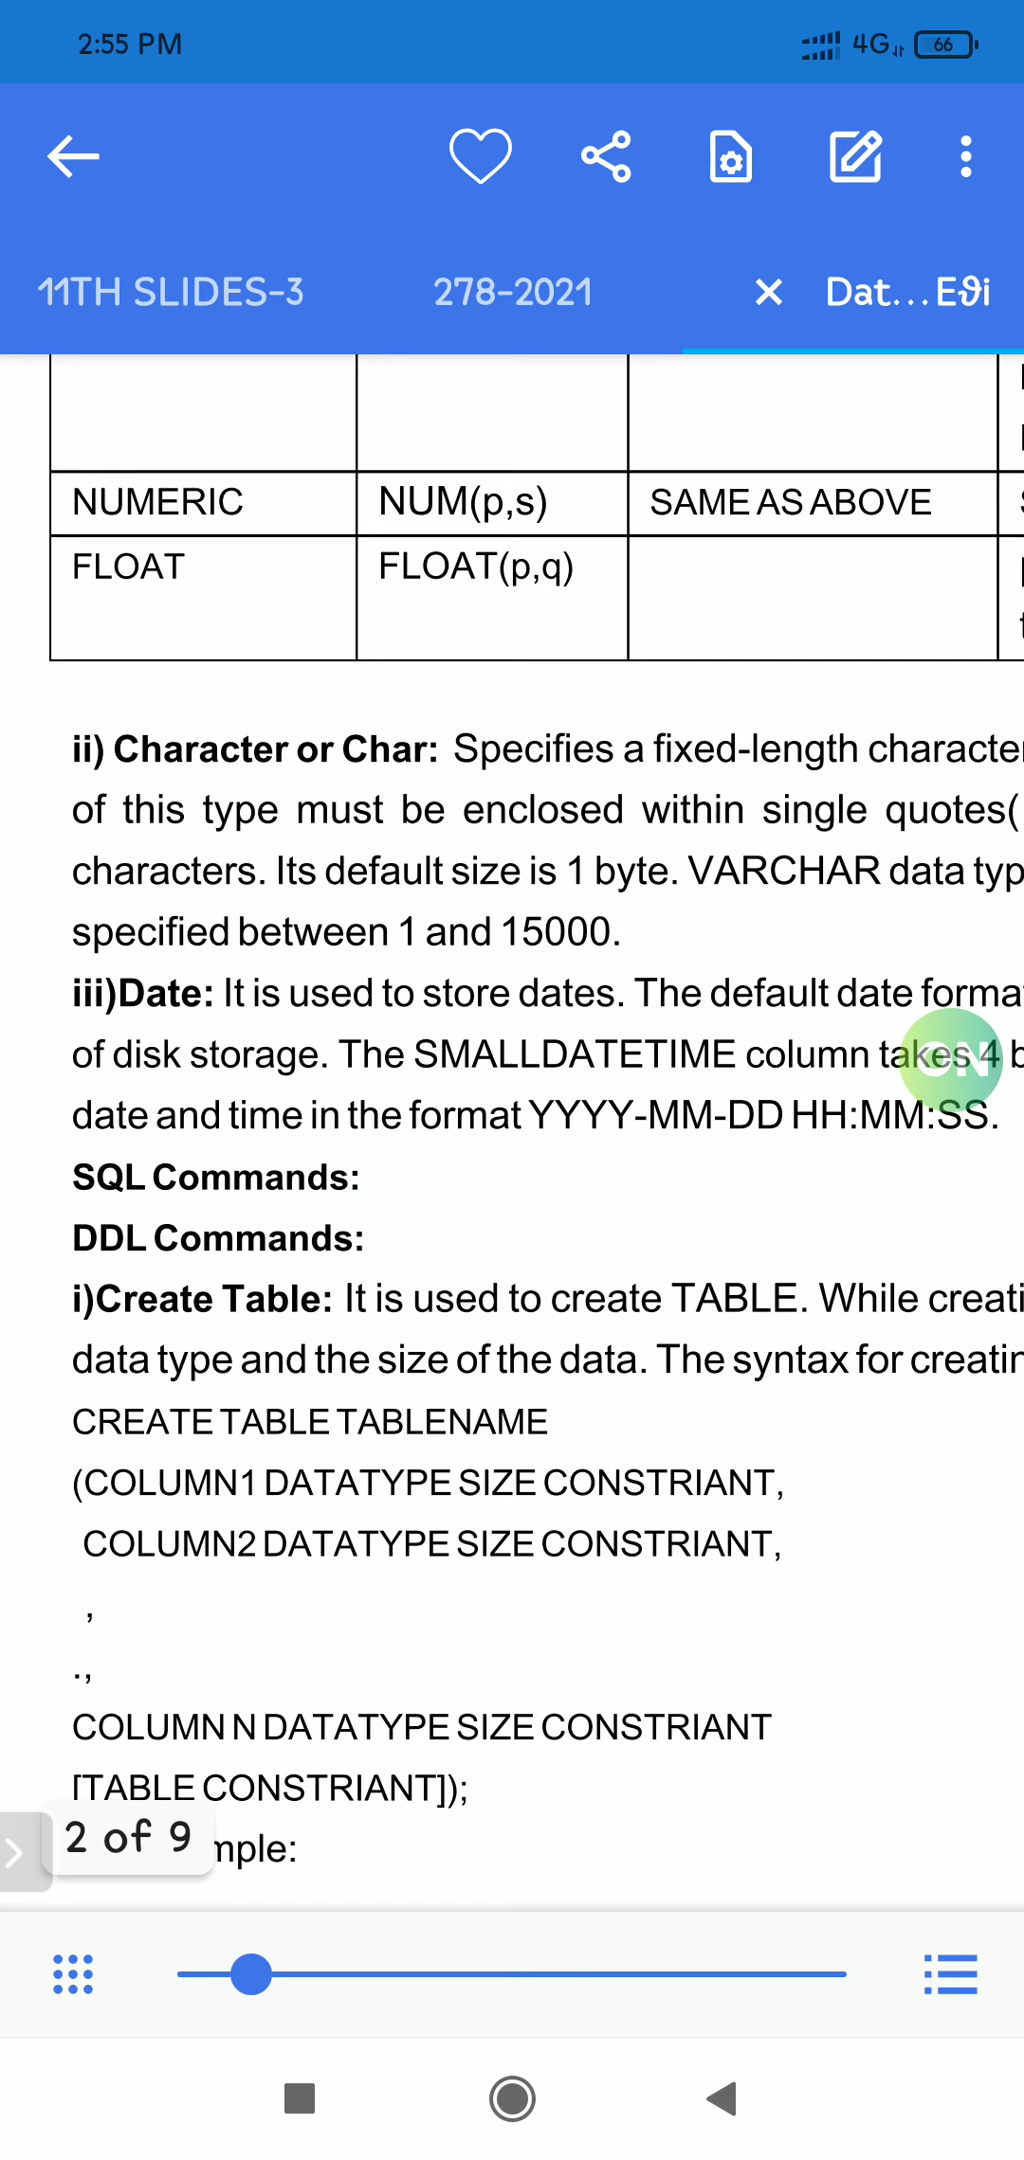 2:55 PM 4G 66
11TH SLIDES-3 278-2021 × Dat...Eϑi
NUMERIC NUM(p,s) SAME AS ABOVE
FLOAT FLOAT(p,q)
ii) Character or Char: Specifies a fixed-length characte
of this type must be enclosed within single quotes(
characters. Its default size is 1 byte. VARCHAR data typ
specified between 1 and 15000.
iii)Date: It is used to store dates. The default date forma
of disk storage. The SMALLDATETIME column takes 4 b
ON
date and time in the format YYYY-MM-DD HH:MM:SS.
SQL Commands:
DDL Commands:
i)Create Table: It is used to create TABLE. While creati
data type and the size of the data. The syntax for creatin
CREATE TABLE TABLENAME
(COLUMN1 DATATYPE SIZE CONSTRIANT,
COLUMN2 DATATYPE SIZE CONSTRIANT,
,
.,
COLUMN N DATATYPE SIZE CONSTRIANT
[TABLE CONSTRIANT]);
2 of 9 mple: